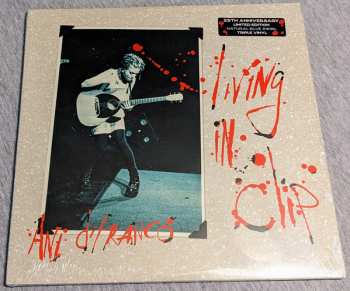 25TH ANNIVERSARY
LIMITED EDITION
NATURAL BLUE SWIRL
TRIPLE VINYL
living
IN
Clip
ANI diFRANCO